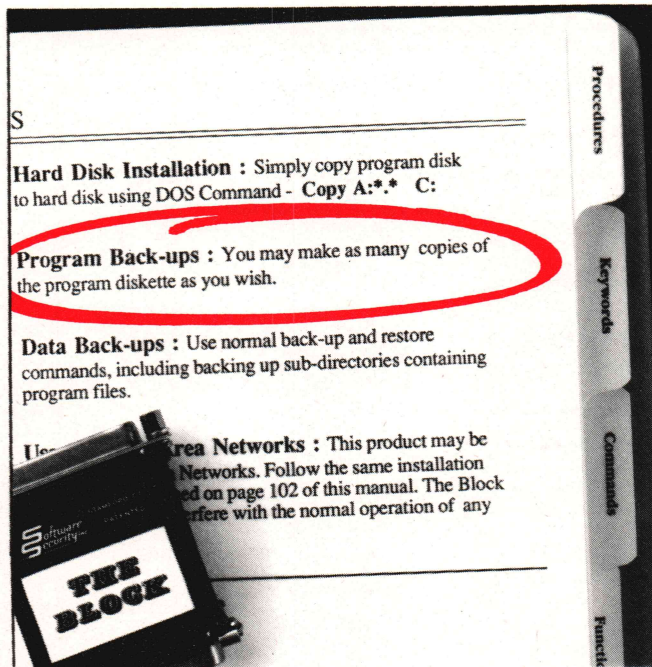 S
Hard Disk Installation : Simply copy program disk
to hard disk using DOS Command - Copy A:*.* C:
Program Back-ups : You may make as many copies of
the program diskette as you wish.
Data Back-ups : Use normal back-up and restore
commands, including backing up sub-directories containing
program files.
rea Networks : This product may be
Networks. Follow the same installation
ed on page 102 of this manual. The Block
erfere with the normal operation of any
Software
Security
THE
BLOCK
Procedures
Keywords
Commands
Functi